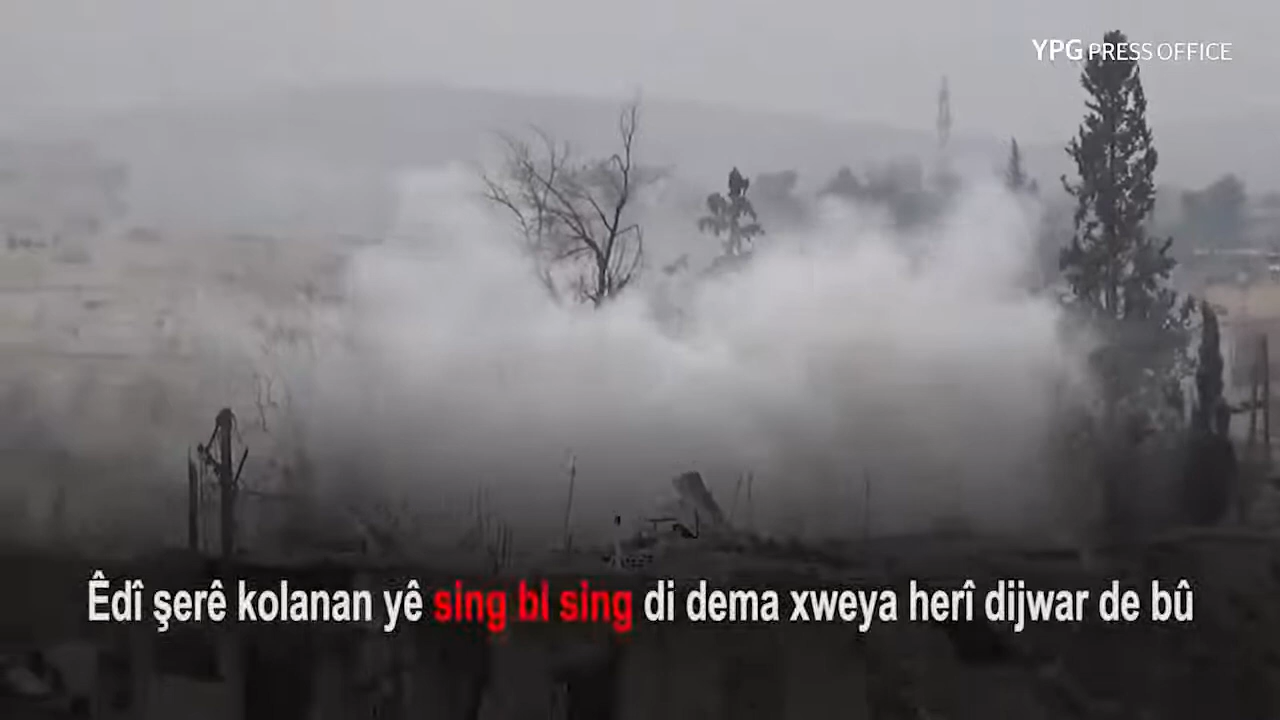 YPG PRESS OFFICE
Êdî şerê kolanan yê sing bi sing di dema xweya herî dijwar de bû